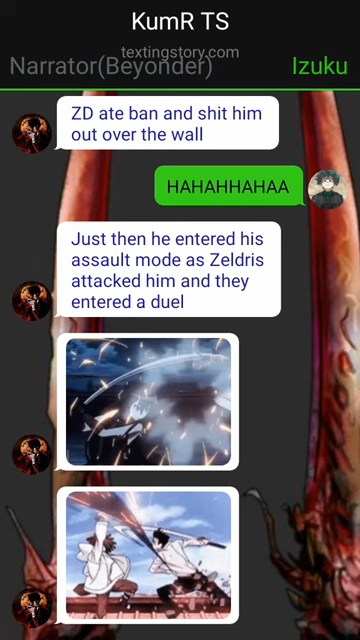 KumR TS
textingstory.com
Narrator(Beyonder)
Izuku
ZD ate ban and shit him
out over the wall
HAHAHHAHAA
Just then he entered his
assault mode as Zeldris
attacked him and they
entered a duel